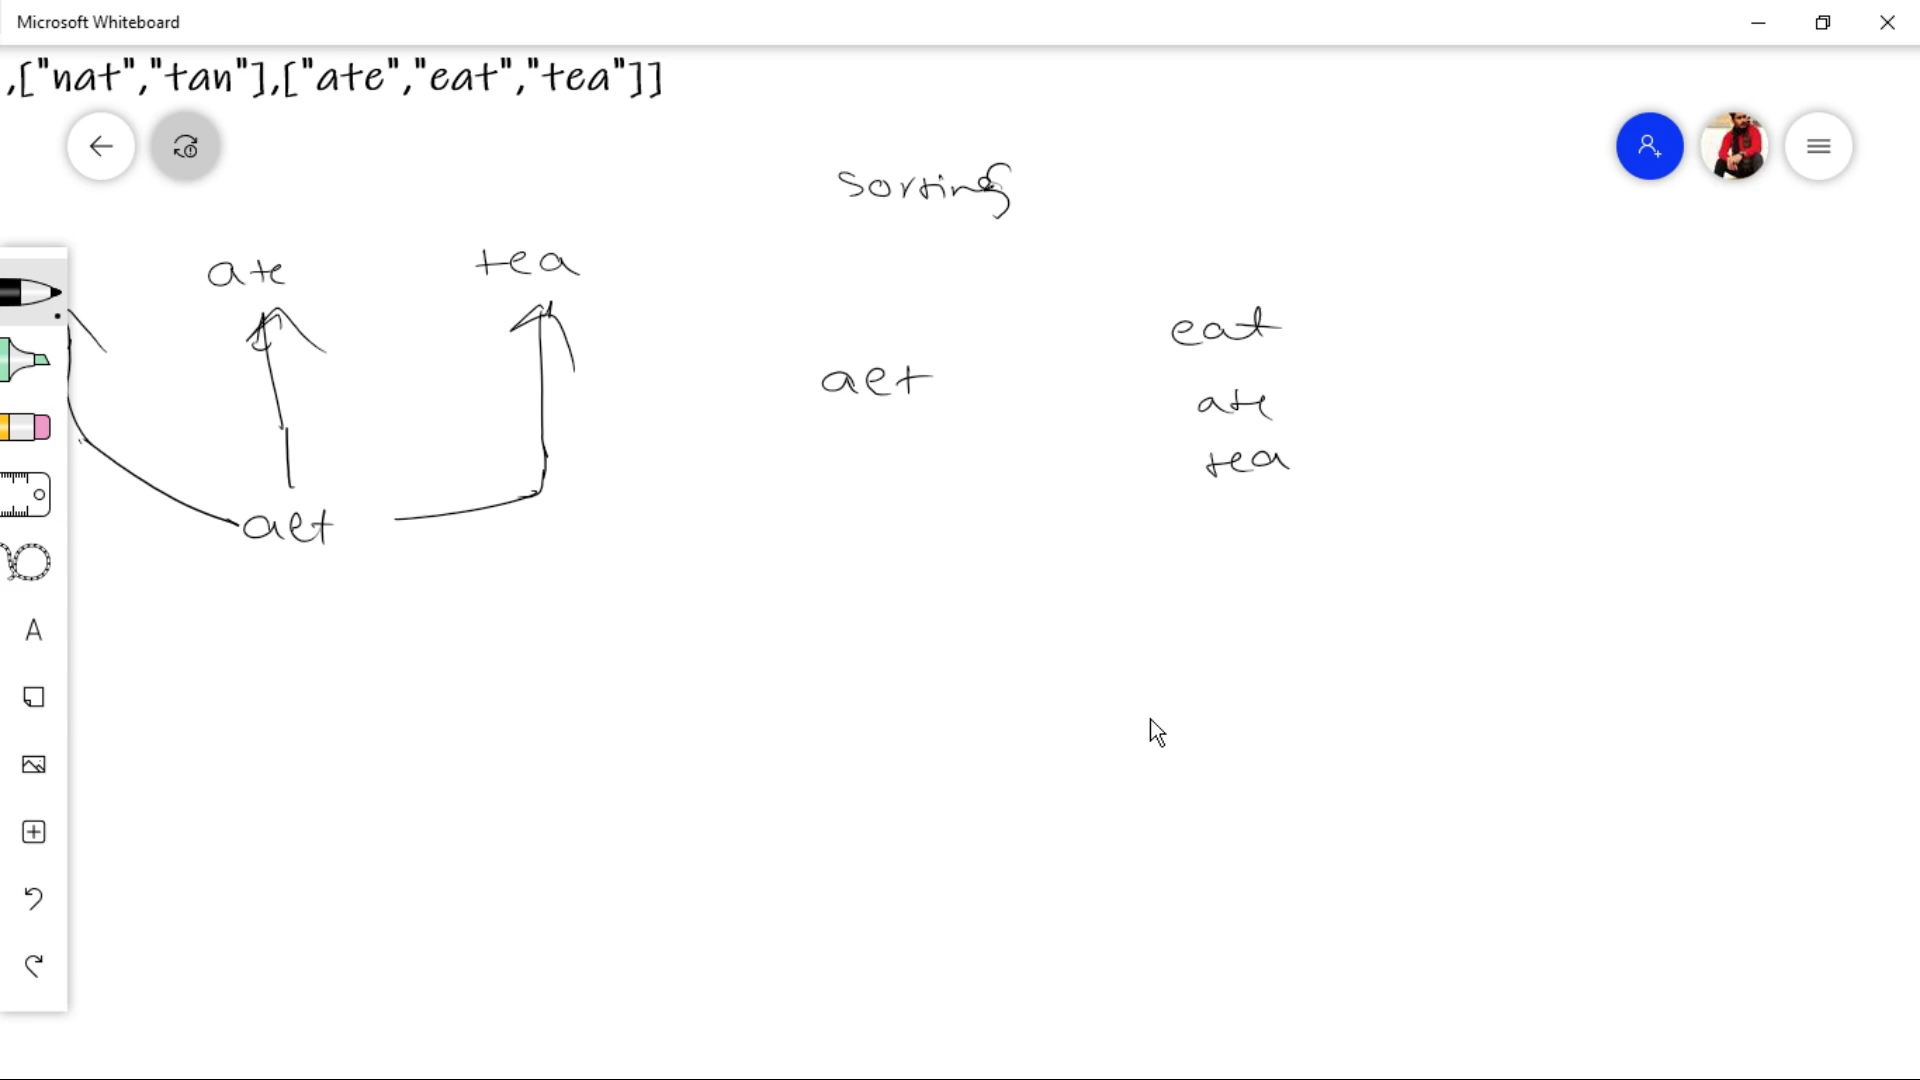 Microsoft Whiteboard
,["nat","tan"],["ate","eat","tea"]]
sorting
ate
tea
eat
aet
ate
tea
aet
A